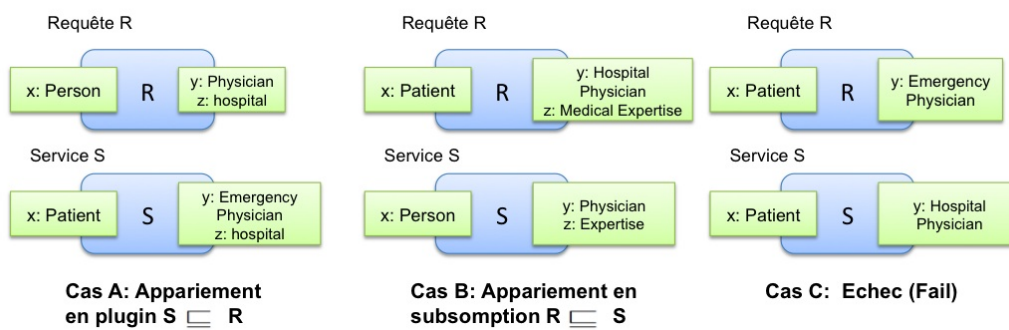 Requête R
x: Person
R
y: Physician
z: hospital
Service S
x: Patient
S
y: Emergency
Physician
z: hospital
Cas A: Appariement
en plugin S ⊑ R
Requête R
x: Patient
R
y: Hospital
Physician
z: Medical Expertise
Service S
x: Person
S
y: Physician
z: Expertise
Cas B: Appariement en
subsomption R ⊑ S
Requête R
x: Patient
R
y: Emergency
Physician
Service S
x: Patient
S
y: Hospital
Physician
Cas C: Echec (Fail)